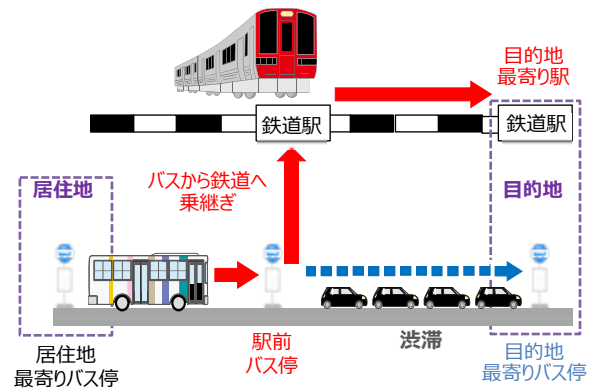 目的地
最寄り駅
鉄道駅
鉄道駅
居住地
バスから鉄道へ
乗継ぎ
目的地
居住地
最寄りバス停
駅前
バス停
渋滞
目的地
最寄りバス停